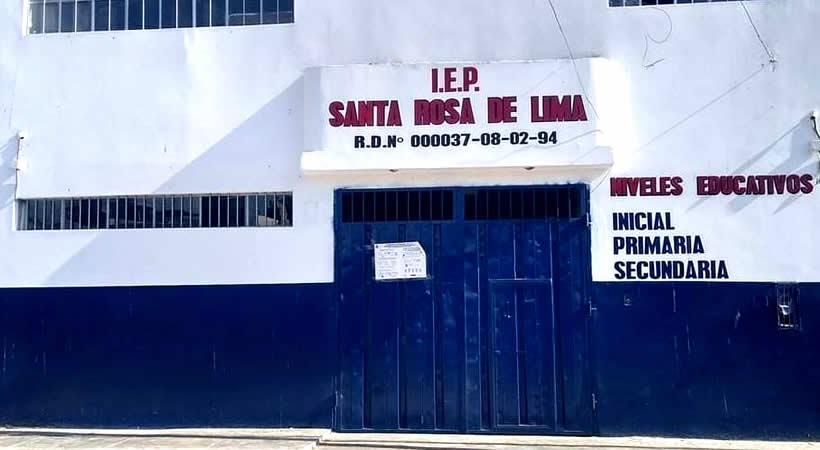 I.E.P.
SANTA ROSA DE LIMA
R.D.Nº 000037-08-02-94
NIVELES EDUCATIVOS
INICIAL
PRIMARIA
SECUNDARIA